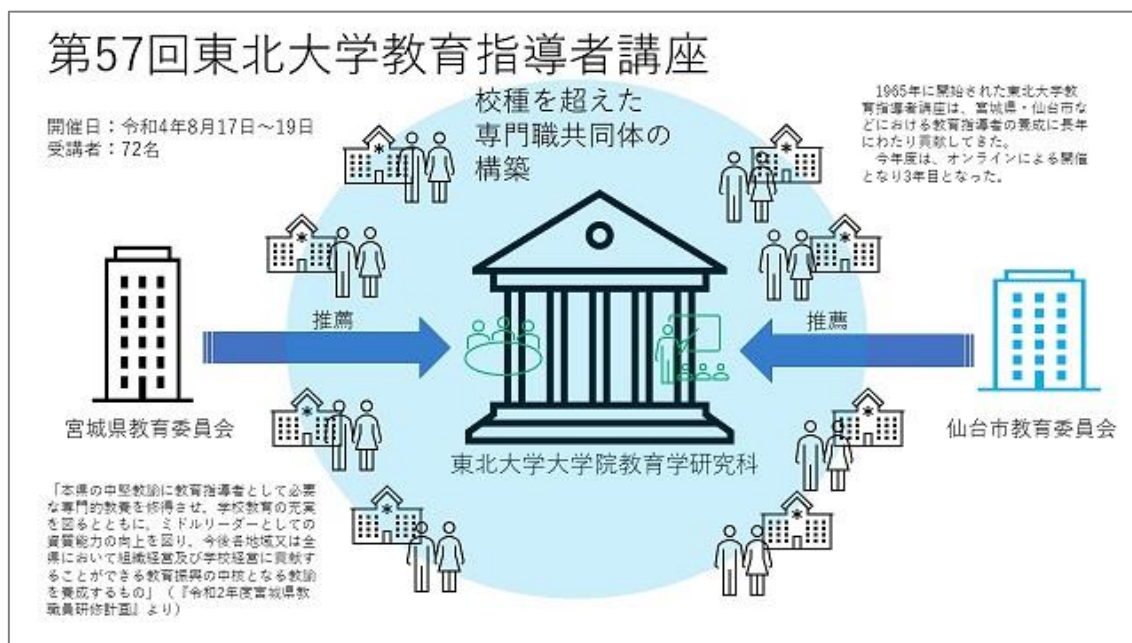 第57回東北大学教育指導者講座
開催日：令和4年8月17日～19日
受講者：72名
校種を超えた
専門職共同体の
構築
1965年に開始された東北大学教
育指導者講座は、宮城県・仙台市な
どにおける教育指導者の養成に長年
にわたり貢献してきた。
今年度は、オンラインによる開催
となり3年目となった。
推薦
推薦
宮城県教育委員会
仙台市教育委員会
東北大学大学院教育学研究科
「本県の中堅教諭に教育指導者として必要
な専門的教養を修得させ、学校教育の充実
を図るとともに、ミドルリーダーとしての
資質能力の向上を図り、今後各地域又は全
県において組織経営及び学校経営に貢献す
ることができる教育振興の中核となる教諭
を養成するもの」（『令和2年度宮城県教
職員研修計画』より）